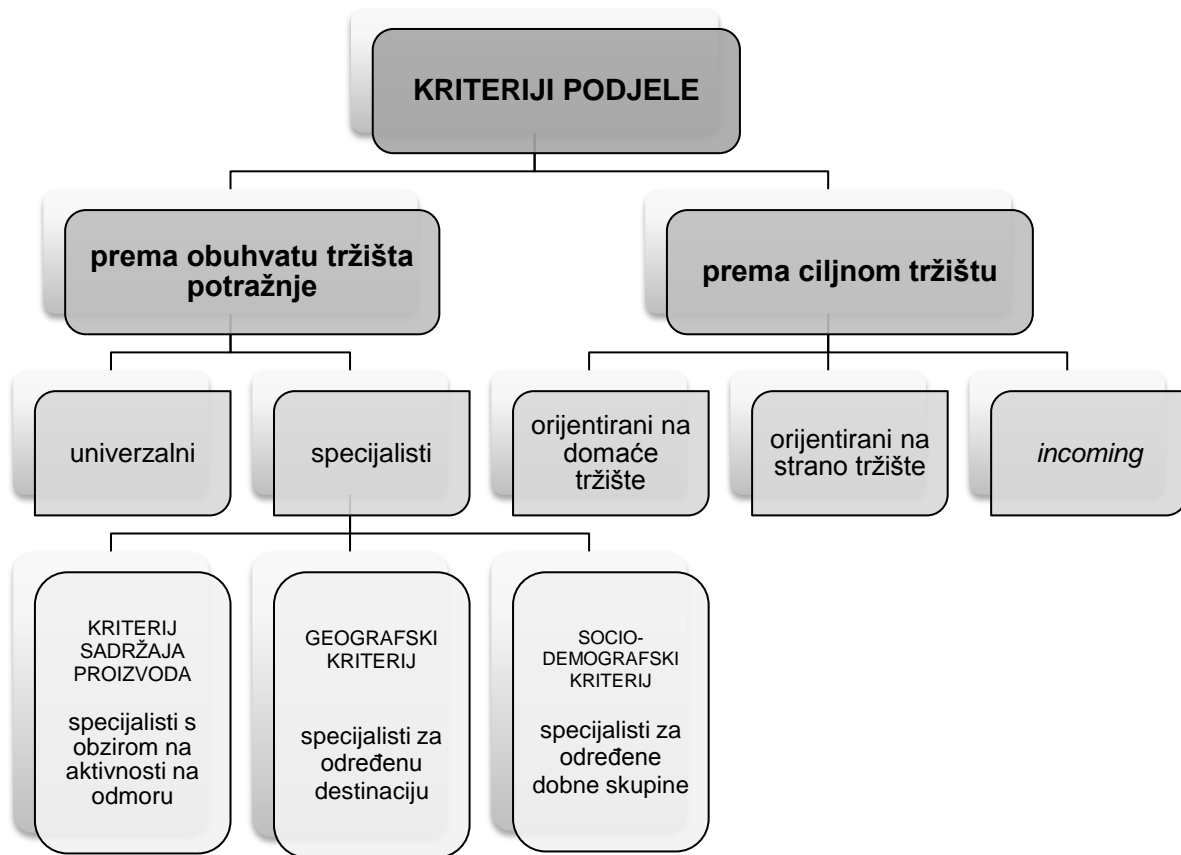 KRITERIJI PODJELE
prema obuhvatu tržišta
potražnje
prema ciljnom tržištu
univerzalni
specijalisti
orijentirani na
domaće
tržište
orijentirani na
strano tržište
incoming
KRITERIJ
SADRŽAJA
PROIZVODA
specijalisti s
obzirom na
aktivnosti na
odmoru
GEOGRAFSKI
KRITERIJ
specijalisti za
određenu
destinaciju
SOCIO-
DEMOGRAFSKI
KRITERIJ
specijalisti za
određene
dobne skupine